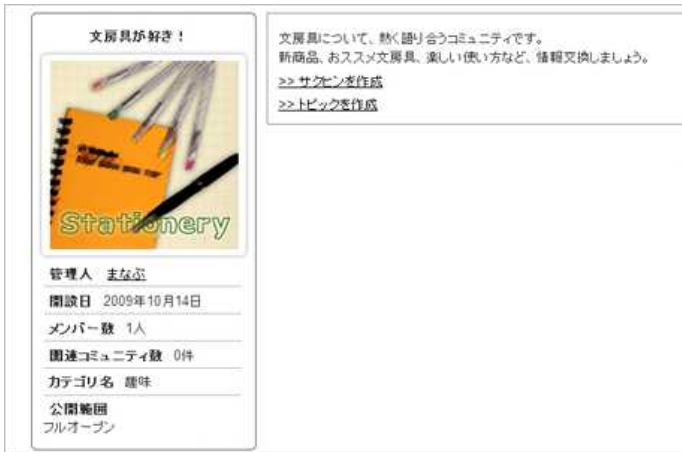 文房具が好き！
Stationery
管理人 まなぶ
開設日 2009年10月14日
メンバー数 1人
関連コミュニティ数 0件
カテゴリ名 趣味
公開範囲
フルオープン
文房具について、熱く語り合うコミュニティです。
新商品、おススメ文房具、楽しい使い方など、情報交換しましょう。
>> サクセンを作成
>> トピックを作成